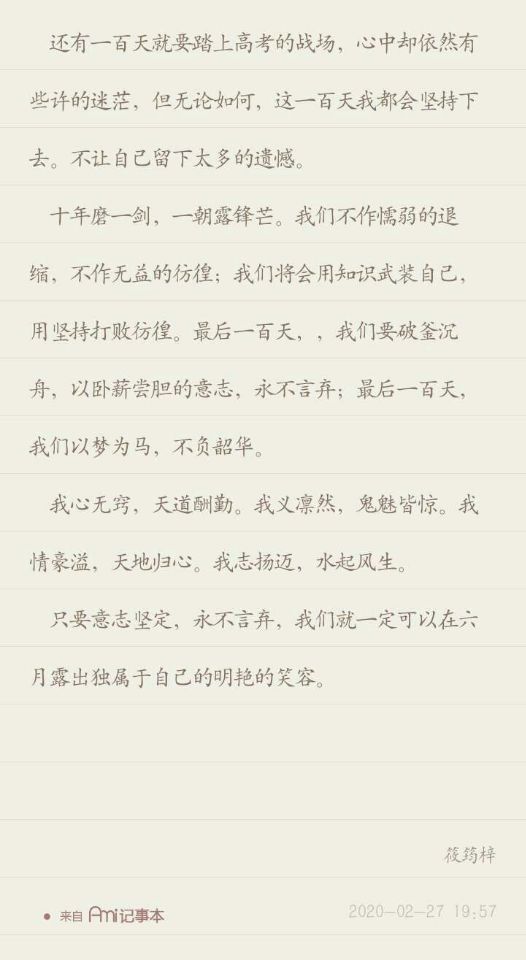 还有一百天就要踏上高考的战场，心中却依然有
些许的迷茫，但无论如何，这一百天我都会坚持下
去。不让自己留下太多的遗憾。
十年磨一剑，一朝露锋芒。我们不作懦弱的退
缩，不作无益的彷徨；我们将会用知识武装自己，
用坚持打败彷徨。最后一百天，，我们要破釜沉
舟，以卧薪尝胆的意志，永不言弃；最后一百天，
我们以梦为马，不负韶华。
我心无窍，天道酬勤。我义凛然，鬼魅皆惊。我
情豪溢，天地归心。我志扬迈，水起风生。
只要意志坚定，永不言弃，我们就一定可以在六
月露出独属于自己的明艳的笑容。
筱筠梓
来自 Ami记事本
2020-02-27 19:57